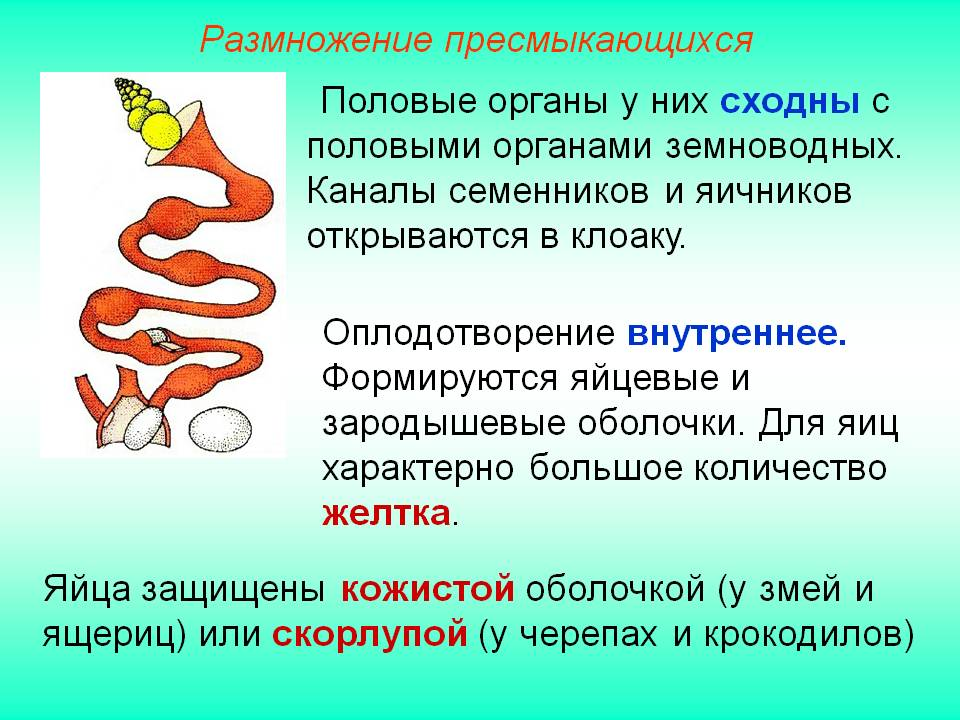 Размножение пресмыкающихся
Половые органы у них сходны с
половыми органами земноводных.
Каналы семенников и яичников
открываются в клоаку.
Оплодотворение внутреннее.
Формируются яйцевые и
зародышевые оболочки. Для яиц
характерно большое количество
желтка.
Яйца защищены кожистой оболочкой (у змей и
ящериц) или скорлупой (у черепах и крокодилов)